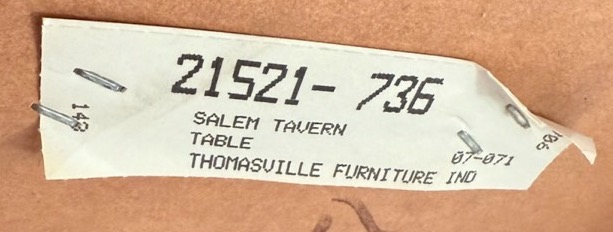 21521- 736
SALEM TAVERN
TABLE
07-071
THOMASVILLE FURNITURE IND